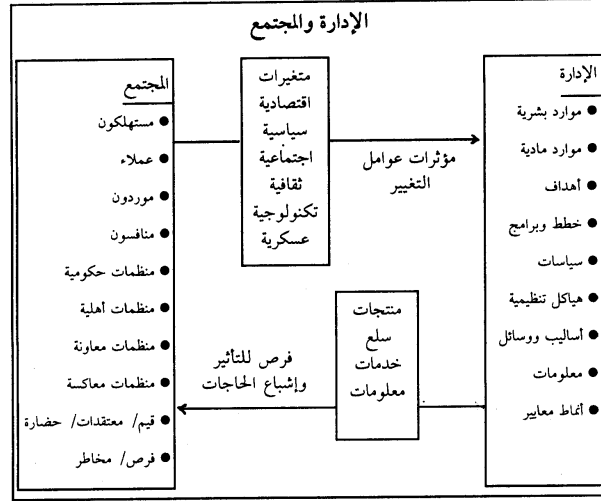 الإدارة والمجتمع
الإدارة
● موارد بشرية
● موارد مادية
● أهداف
● خطط وبرامج
● سياسات
● هياكل تنظيمية
● أساليب ووسائل
● معلومات
● أنماط معايير
متغيرات
اقتصادية
سياسية
اجتماعية
ثقافية
تكنولوجية
عسكرية
مؤثرات عوامل
التغيير
منتجات
سلع
خدمات
معلومات
فرص للتأثير
وإشباع الحاجات
المجتمع
● مستهلكون
● عملاء
● موردون
● منافسون
● منظمات حكومية
● منظمات أهلية
● منظمات معاونة
● منظمات معاكسة
● قيم/ معتقدات/ حضارة
● فرص/ مخاطر